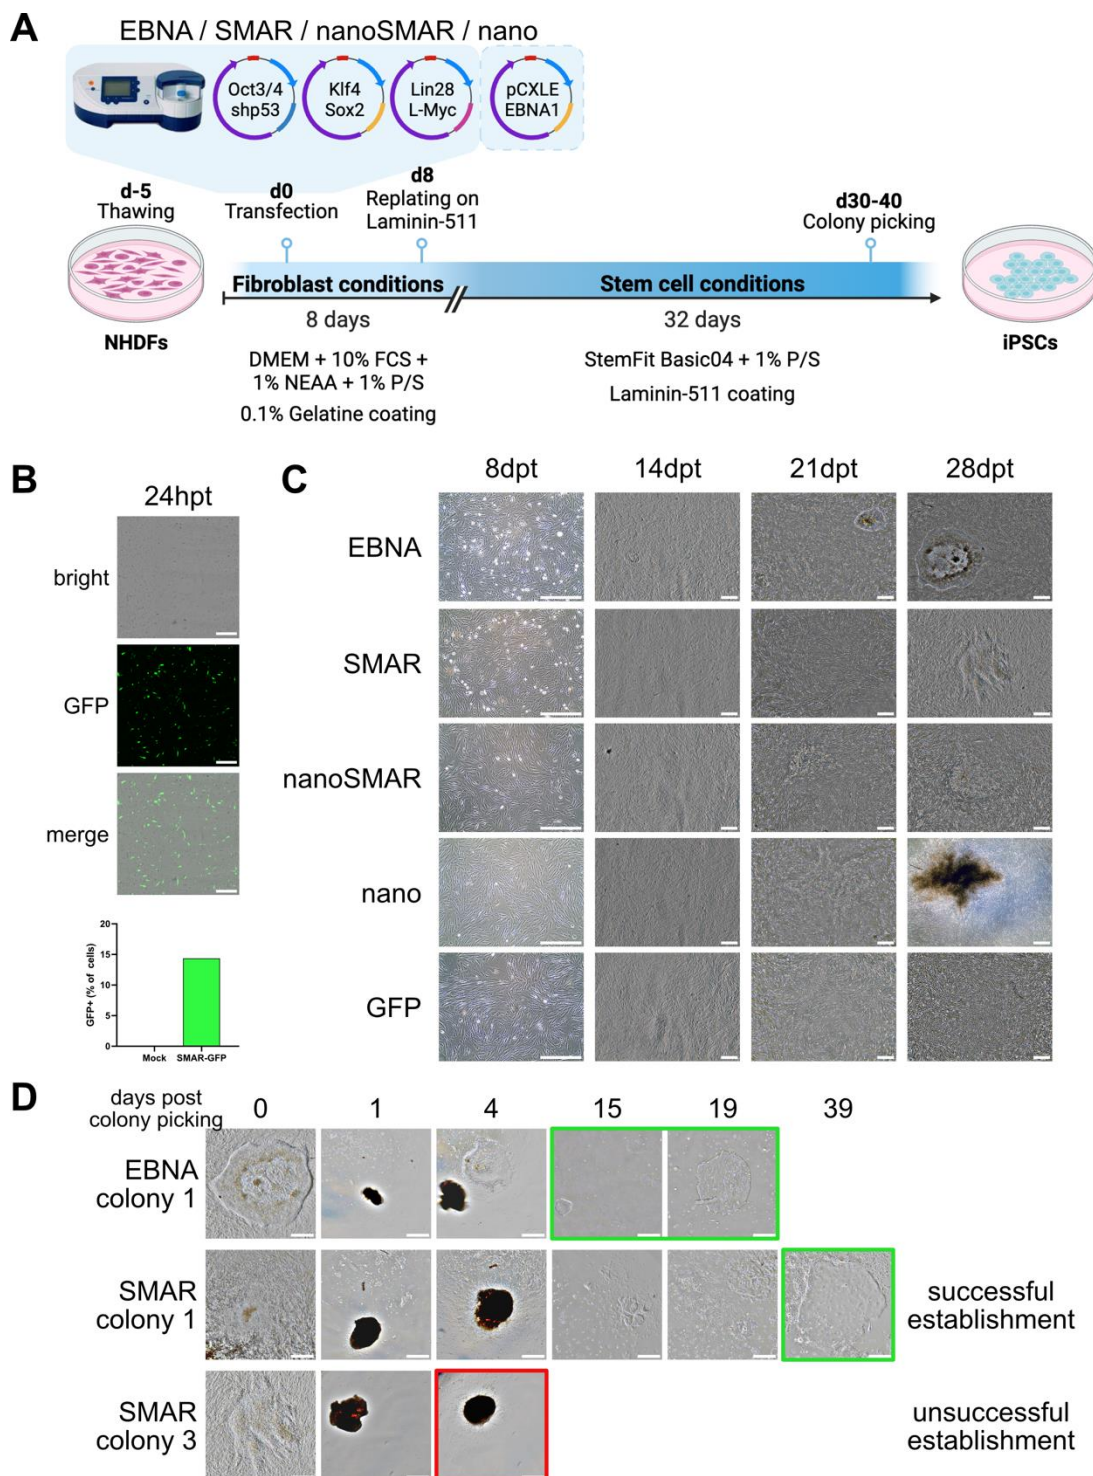 A
EBNA / SMAR / nanoSMAR / nano
Oct3/4
shp53
Klf4
Sox2
Lin28
L-Myc
pCXLE
EBNA1
d-5
Thawing
d0
Transfection
d8
Replating on
Laminin-511
d30-40
Colony picking
Fibroblast conditions
Stem cell conditions
NHDFs
8 days
32 days
iPSCs
DMEM + 10% FCS +
1% NEAA + 1% P/S
0.1% Gelatine coating
StemFit Basic04 + 1% P/S
Laminin-511 coating
B
24hpt
bright
GFP
merge
GFP+ (% of cells)
20
15
10
5
0
Mock
SMAR-GFP
C
8dpt
14dpt
21dpt
28dpt
EBNA
SMAR
nanoSMAR
nano
GFP
D
days post
colony picking
0
1
4
15
19
39
EBNA
colony 1
SMAR
colony 1
successful
establishment
SMAR
colony 3
unsuccessful
establishment